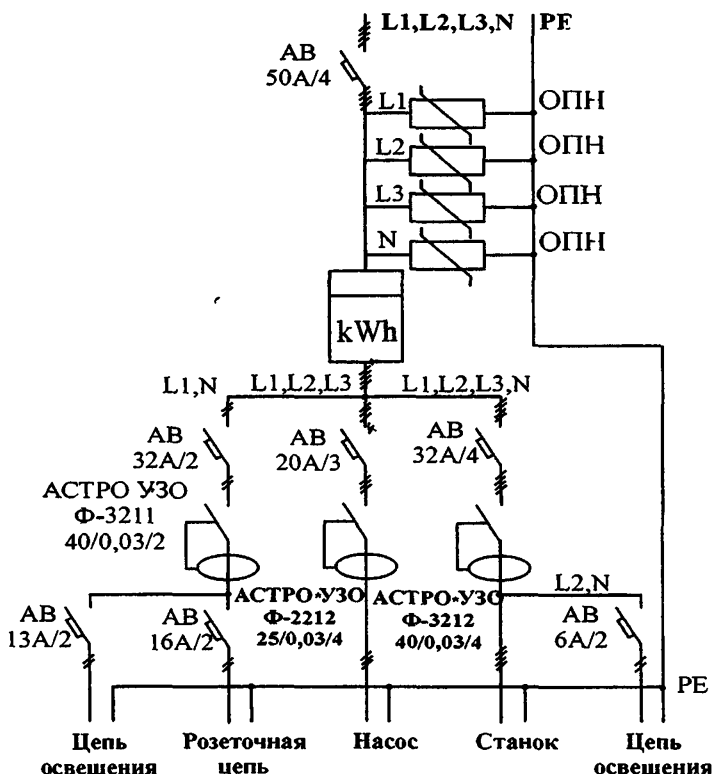 L1,L2,L3,N
PE
АВ
50А/4
L1
ОПН
L2
ОПН
L3
ОПН
N
ОПН
kWh
L1,N
L1,L2,L3
L1,L2,L3,N
АВ
32А/2
АВ
20А/3
АВ
32А/4
АСТРО УЗО
Ф-3211
40/0,03/2
АСТРО УЗО
Ф-2212
25/0,03/4
АСТРО УЗО
Ф-3212
40/0,03/4
L2,N
АВ
13А/2
АВ
16А/2
АВ
6А/2
PE
Цепь
освещения
Розеточная
цепь
Насос
Станок
Цепь
освещения